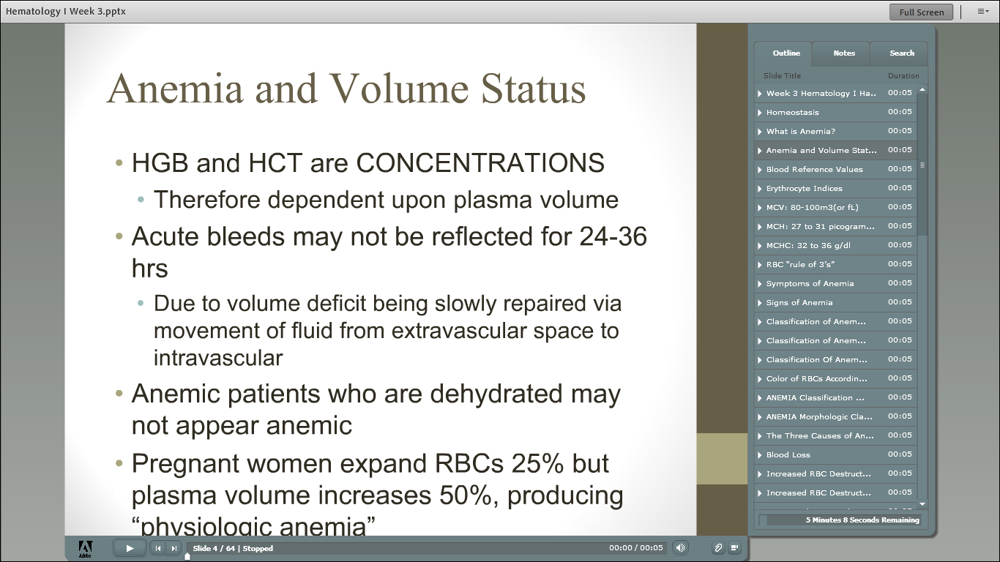 Hematology I Week 3.pptx
Full Screen
Anemia and Volume Status
• HGB and HCT are CONCENTRATIONS
• Therefore dependent upon plasma volume
• Acute bleeds may not be reflected for 24-36
hrs
• Due to volume deficit being slowly repaired via
movement of fluid from extravascular space to
intravascular
• Anemic patients who are dehydrated may
not appear anemic
• Pregnant women expand RBCs 25% but
plasma volume increases 50%, producing
“physiologic anemia”
Outline Notes Search
Slide Title Duration
Week 3 Hematology I Ha.. 00:05
Homeostasis 00:05
What is Anemia? 00:05
Anemia and Volume Stat... 00:05
Blood Reference Values 00:05
Erythrocyte Indices 00:05
MCV: 80-100m3(or fL) 00:05
MCH: 27 to 31 picogram... 00:05
MCHC: 32 to 36 g/dl 00:05
RBC “rule of 3’s” 00:05
Symptoms of Anemia 00:05
Signs of Anemia 00:05
Classification of Anem... 00:05
Classification of Anem... 00:05
Classification Of Anem... 00:05
Color of RBCs Accordin... 00:05
ANEMIA Classification ... 00:05
ANEMIA Morphologic Cla... 00:05
The Three Causes of An... 00:05
Blood Loss 00:05
Increased RBC Destruct... 00:05
Increased RBC Destruct... 00:05
5 Minutes 8 Seconds Remaining
Adobe
Slide 4 / 64 | Stopped
00:00 / 00:05